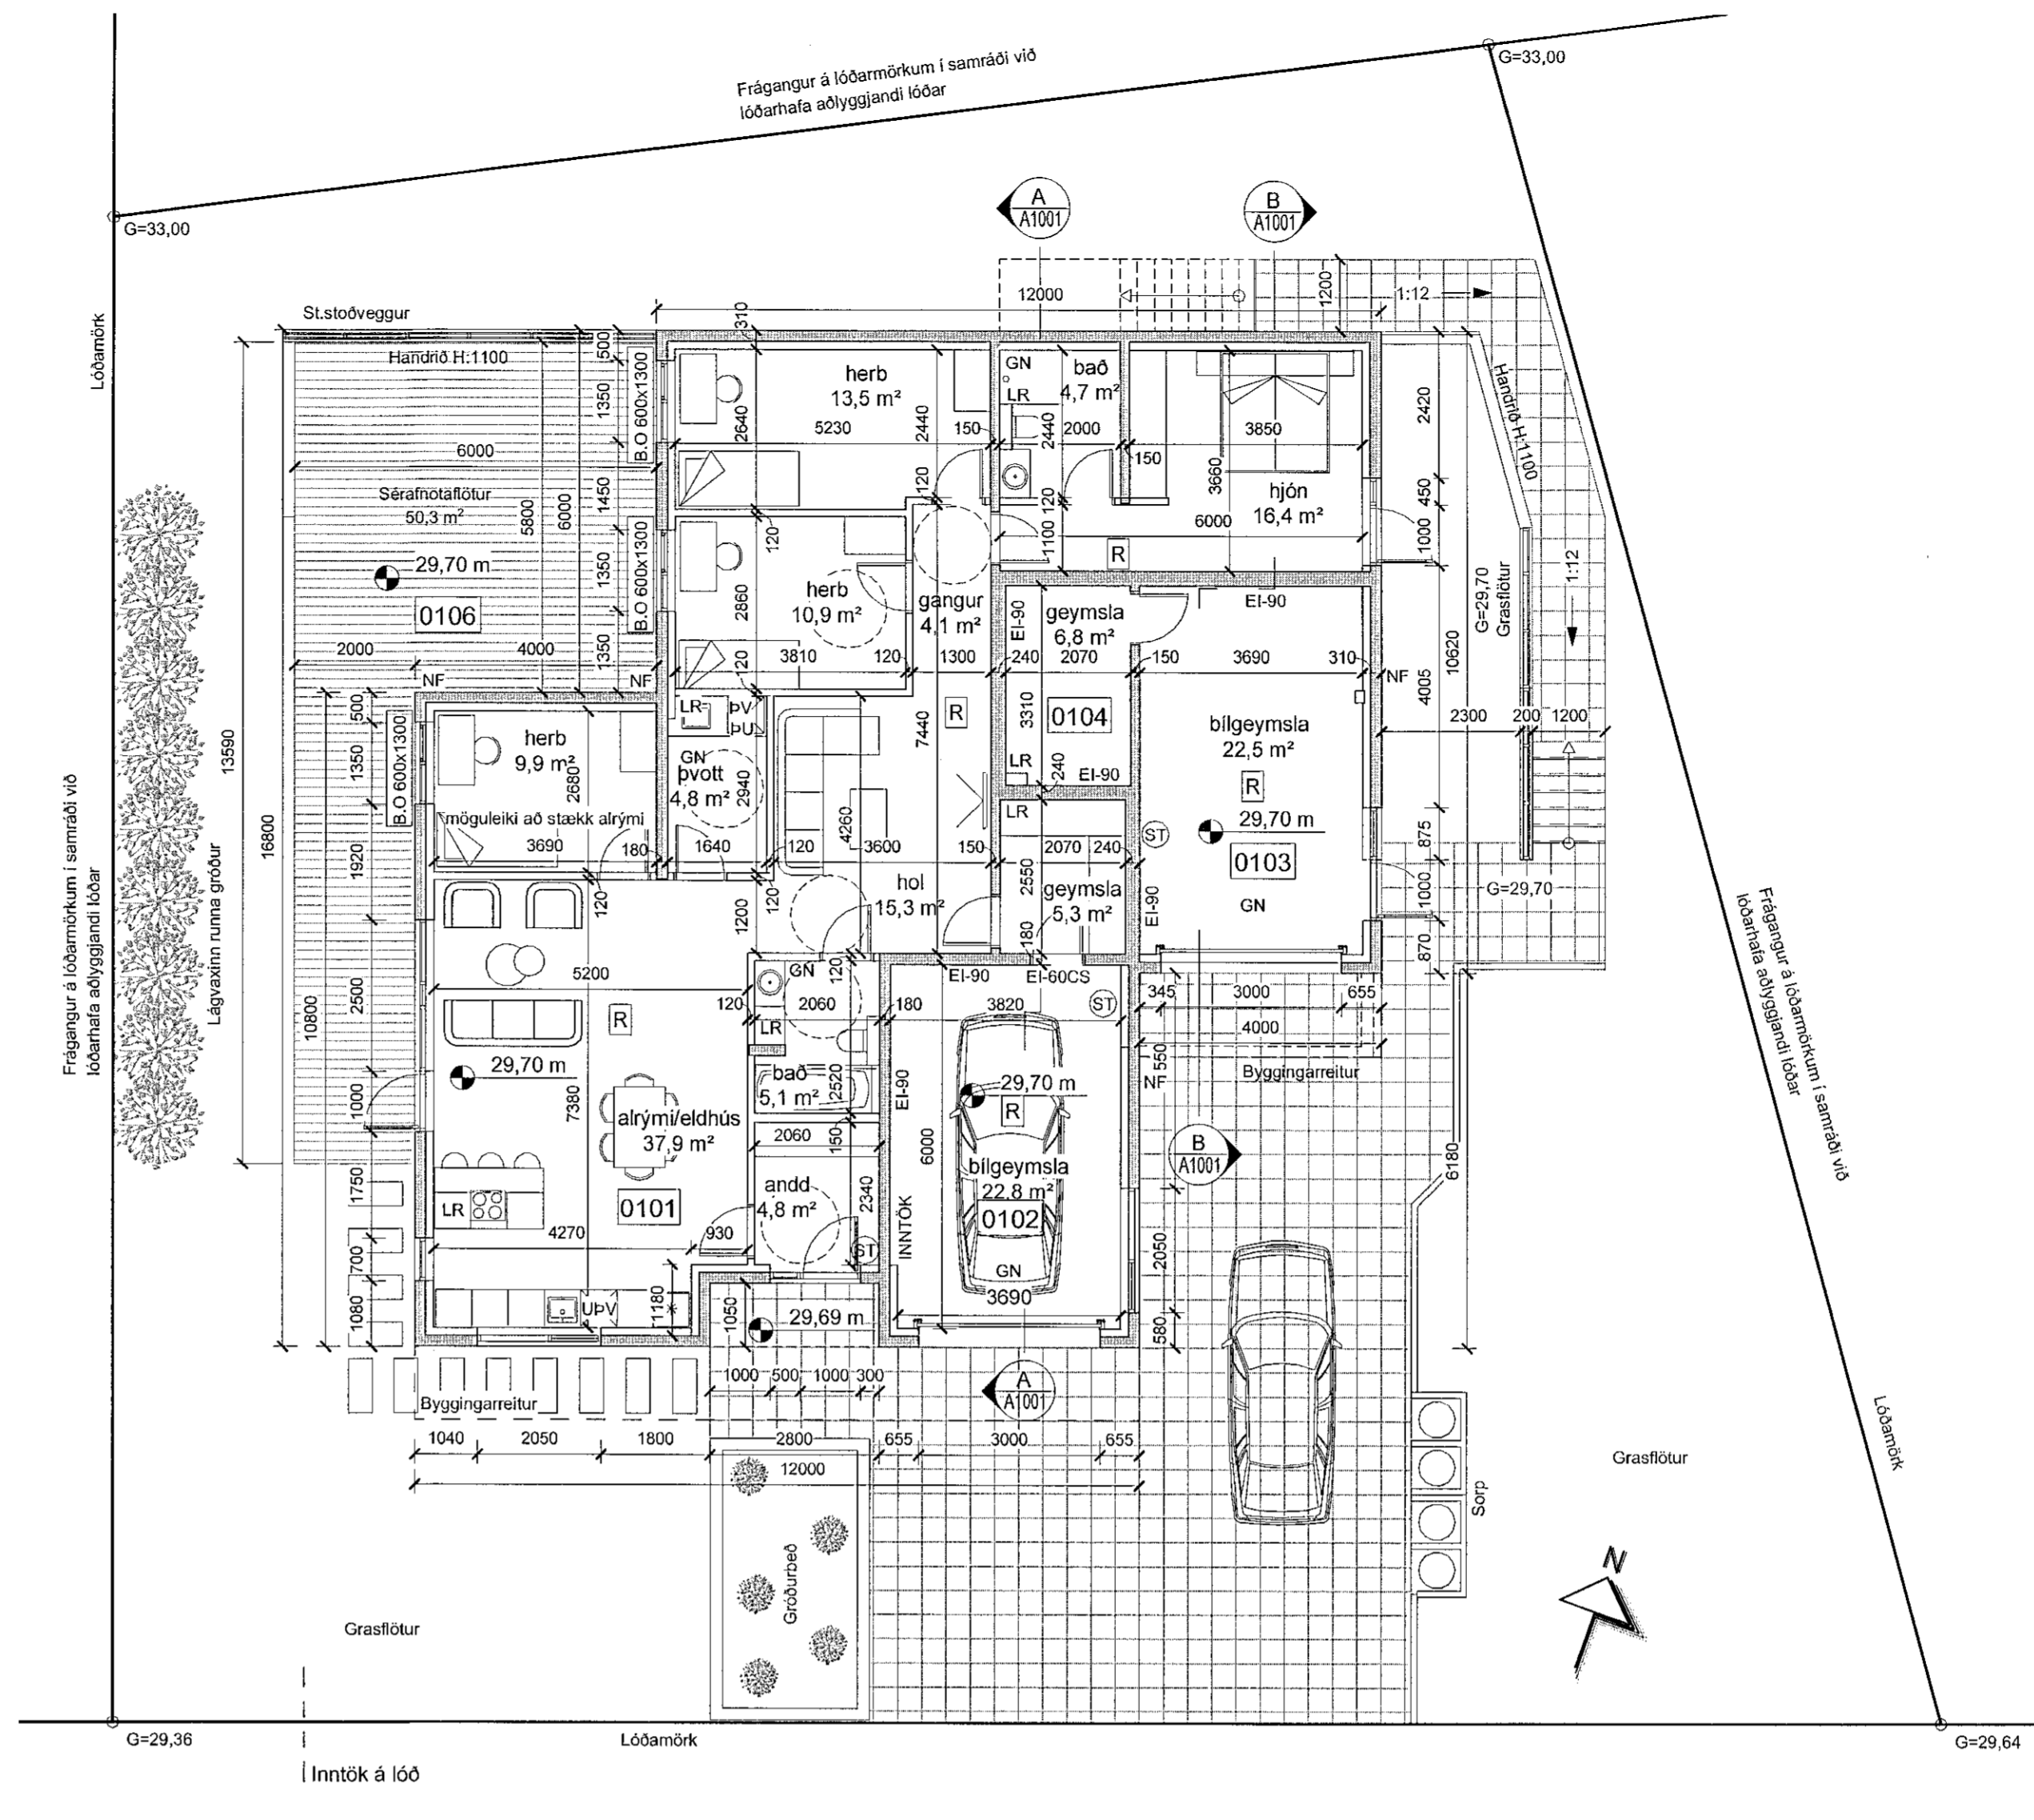 Frágangur á lóðarmörkum í samráði við
lóðarhafa aðlyggjandi lóðar
G=33,00
G=33,00
A
A1001
B
A1001
Lóðamörk
St.stoðveggur
Handrið H:1100
12000
1200
1:12
310
500
1350
B.O 600x1300
herb
13,5 m²
2640
5230
2440
150
120
GN
LR
bað
4,7 m²
2440
2000
150
120
3850
3660
hjón
16,4 m²
6000
1100
R
2420
450
1000
Handrið H:1100
6000
Sérafnotaflötur
50,3 m²
5800
6000
1450
29,70 m
0106
1350
B.O 600x1300
1350
2000
4000
NF
NF
120
2860
herb
10,9 m²
120
3810
120
gangur
4,1 m²
1300
EI-90
geymsla
6,8 m²
240
2070
3310
0104
LR
240
EI-90
EI-90
150
3690
310
NF
bílgeymsla
22,5 m²
R
29,70 m
ST
0103
GN
EI-90
4005
10620
G=29,70
Grasflötur
1:12
2300
200
1200
875
1000
870
G=29,70
13590
16800
10800
Frágangur á lóðarmörkum í samráði við
lóðarhafa aðlyggjandi lóðar
Lágvaxinn runna gróður
500
1350
B.O 600x1300
1920
2500
1000
1750
700
1080
herb
9,9 m²
2680
möguleiki að stækk alrými
3690
180
120
LR
ÞV
ÞU
GN
þvott
4,8 m²
2940
1640
120
120
1200
R
7440
4260
3600
150
hol
15,3 m²
LR
2070
240
2550
geymsla
5,3 m²
180
5200
R
29,70 m
7380
alrými/eldhús
37,9 m²
0101
LR
4270
930
UÞV
1180
120
GN
120
2060
LR
bað
5,1 m²
2520
2060
150
andd
4,8 m²
2340
ST
1050
29,69 m
180
EI-90
EI-60CS
3820
ST
EI-90
29,70 m
R
6000
bílgeymsla
22,8 m²
0102
INNTÖK
GN
3690
345
3000
655
4000
550
NF
Byggingarreitur
B
A1001
2050
580
6180
Frágangur á lóðarmörkum í samráði við
lóðarhafa aðlyggjandi lóðar
Lóðamörk
1000
500
1000
300
A
A1001
Byggingarreitur
1040
2050
1800
2800
655
3000
655
12000
Gróðurbeð
Sorp
Grasflötur
N
Grasflötur
G=29,36
Lóðamörk
G=29,64
Inntök á lóð